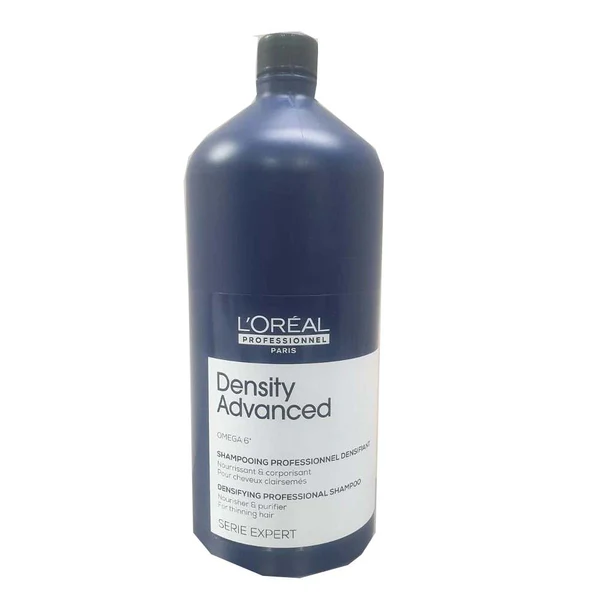 L'ORÉAL
PROFESSIONNEL
PARIS
Density
Advanced
OMEGA 6*
SHAMPOOING PROFESSIONNEL DENSIFIANT
Nourrissant & corporisant
Pour cheveux clairsemés
DENSIFYING PROFESSIONAL SHAMPOO
Nourisher & purifier
For thinning hair
SERIE EXPERT